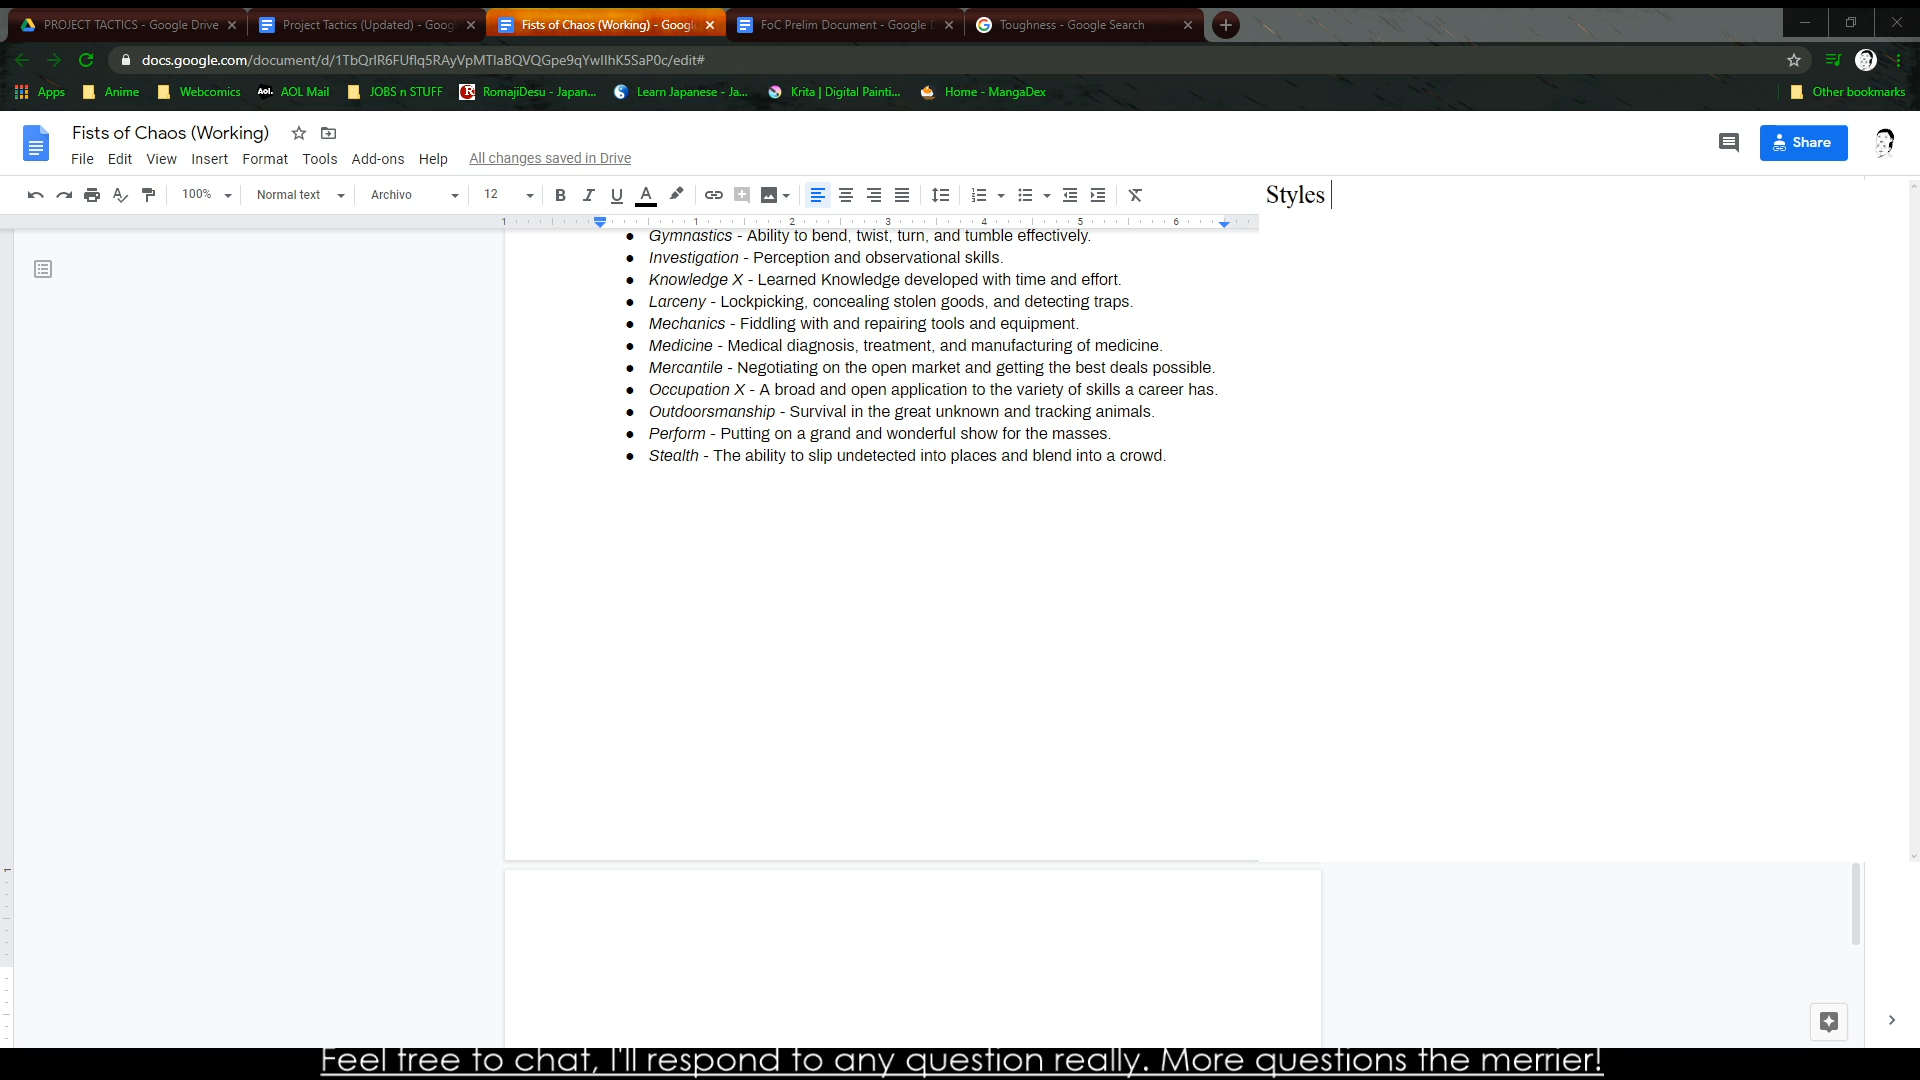 PROJECT TACTICS - Google Drive
Project Tactics (Updated) - Goog
Fists of Chaos (Working) - Googl
FoC Prelim Document - Google D
Toughness - Google Search
Apps
Anime
Webcomics
Aol.
AOL Mail
JOBS n STUFF
RomajiDesu - Japan...
Learn Japanese - Ja...
Krita | Digital Painti...
Home - MangaDex
Other bookmarks
Fists of Chaos (Working)
File Edit View Insert Format Tools Add-ons Help All changes saved in Drive
Share
100% Normal text Archivo 12 B I U A
Styles
1 1 2 3 4 5 6
● Gymnastics - Ability to bend, twist, turn, and tumble effectively.
● Investigation - Perception and observational skills.
● Knowledge X - Learned Knowledge developed with time and effort.
● Larceny - Lockpicking, concealing stolen goods, and detecting traps.
● Mechanics - Fiddling with and repairing tools and equipment.
● Medicine - Medical diagnosis, treatment, and manufacturing of medicine.
● Mercantile - Negotiating on the open market and getting the best deals possible.
● Occupation X - A broad and open application to the variety of skills a career has.
● Outdoorsmanship - Survival in the great unknown and tracking animals.
● Perform - Putting on a grand and wonderful show for the masses.
● Stealth - The ability to slip undetected into places and blend into a crowd.
Feel free to chat, I'll respond to any question really. More questions the merrier!